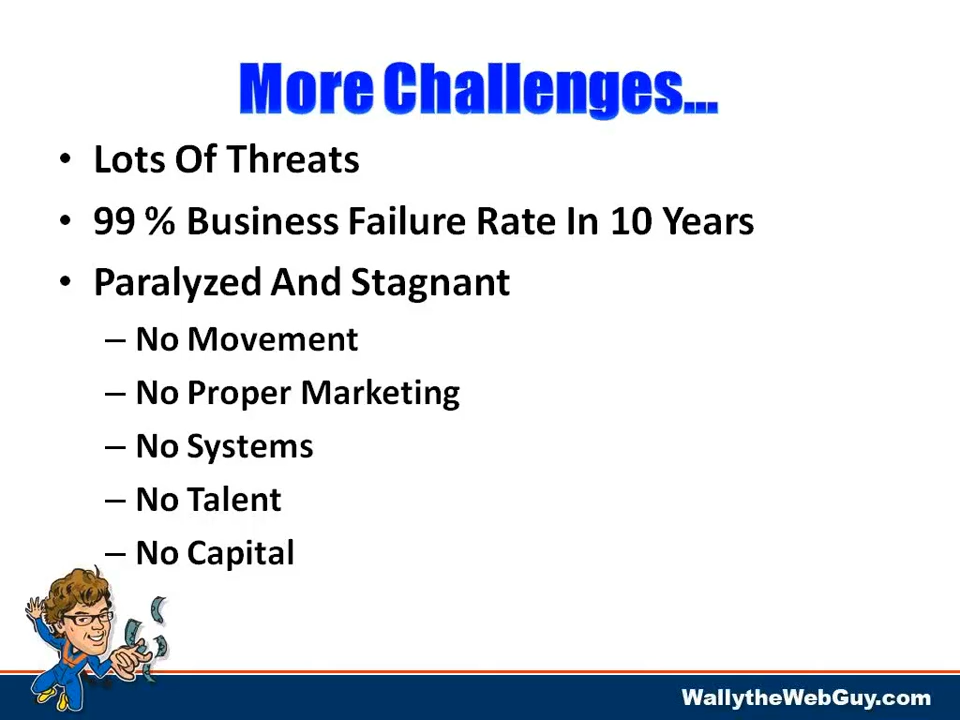 More Challenges...
• Lots Of Threats
• 99 % Business Failure Rate In 10 Years
• Paralyzed And Stagnant
– No Movement
– No Proper Marketing
– No Systems
– No Talent
– No Capital
WallytheWebGuy.com